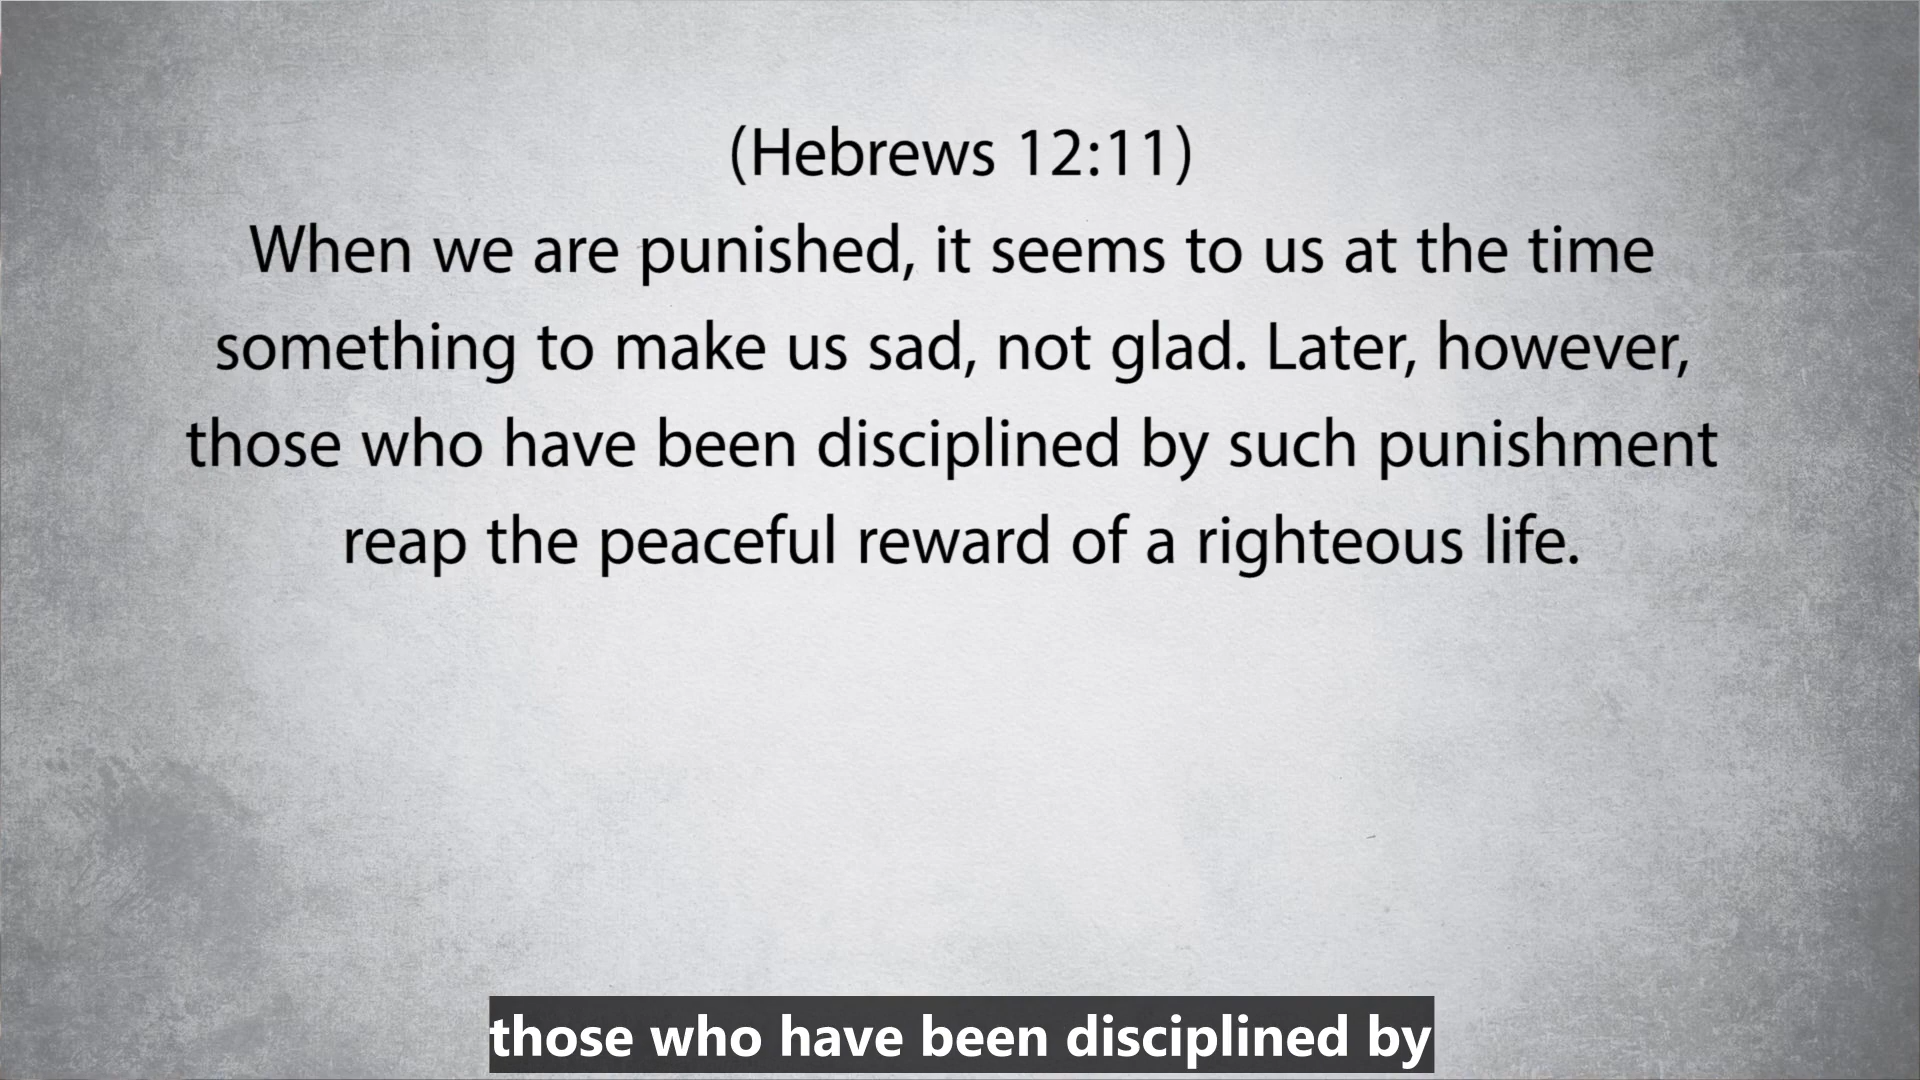 (Hebrews 12:11)
When we are punished, it seems to us at the time
something to make us sad, not glad. Later, however,
those who have been disciplined by such punishment
reap the peaceful reward of a righteous life.
those who have been disciplined by